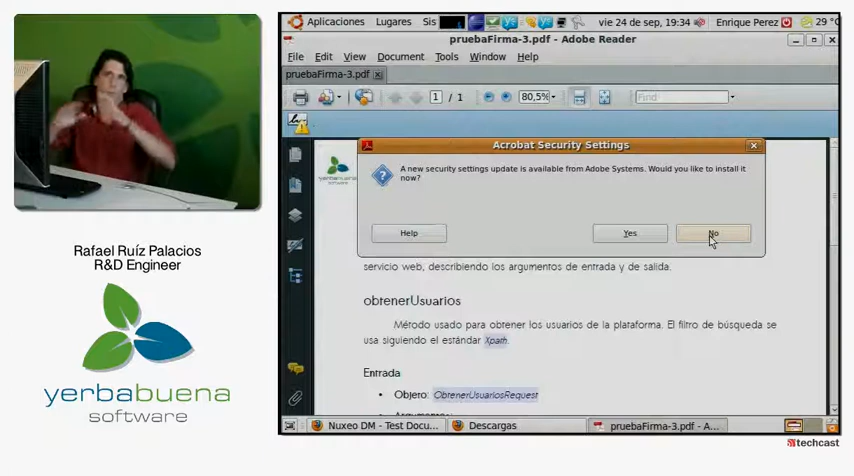 Aplicaciones Lugares Sis vie 24 de sep, 19:34 Enrique Perez 29 °
pruebaFirma-3.pdf - Adobe Reader
File Edit View Document Tools Window Help
pruebaFirma-3.pdf
1 / 1 80,5% Find
Acrobat Security Settings
A new security settings update is available from Adobe Systems. Would you like to install it
now?
yerbabuena
Help Yes No
servicio web, describiendo los argumentos de entrada y de salida.
obtenerUsuarios
Método usado para obtener los usuarios de la plataforma. El filtro de búsqueda se
usa siguiendo el estándar Xpath.
Entrada
• Objero: ObtenerUsuariosRequest
Nuxeo DM - Test Docu... Descargas pruebaFirma-3.pdf - A...
Rafael Ruíz Palacios
R&D Engineer
yerbabuena
software
techcast